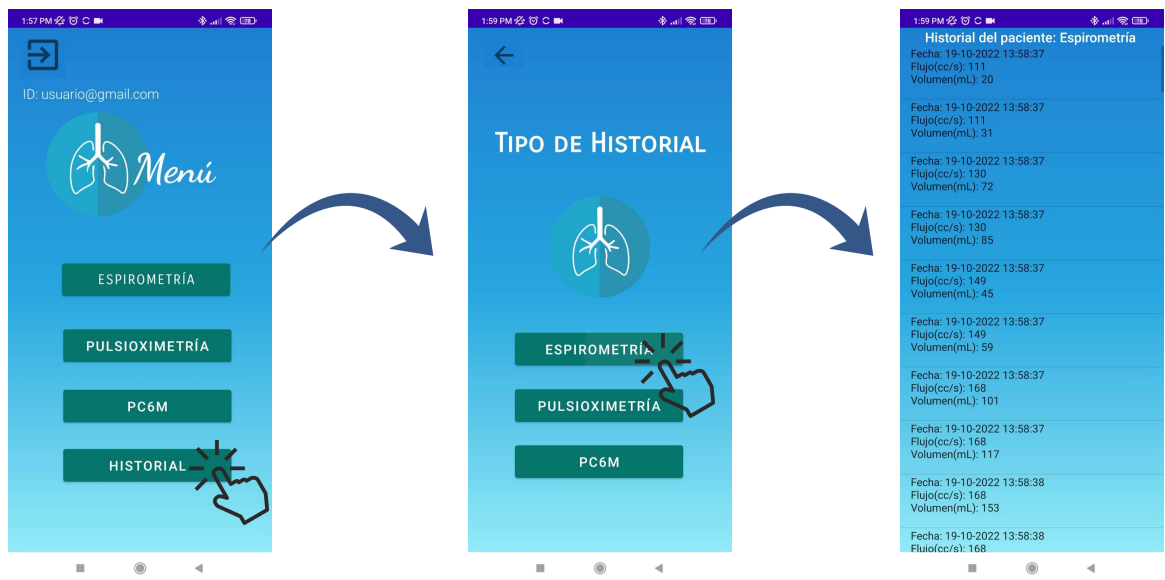 1:57 PM
78
ID: usuario@gmail.com
Menú
ESPIROMETRÍA
PULSIOXIMETRÍA
PC6M
HISTORIAL
1:59 PM
78
TIPO DE HISTORIAL
ESPIROMETRÍA
PULSIOXIMETRÍA
PC6M
1:59 PM
78
Historial del paciente: Espirometría
Fecha: 19-10-2022 13:58:37
Flujo(cc/s): 111
Volumen(mL): 20
Fecha: 19-10-2022 13:58:37
Flujo(cc/s): 111
Volumen(mL): 31
Fecha: 19-10-2022 13:58:37
Flujo(cc/s): 130
Volumen(mL): 72
Fecha: 19-10-2022 13:58:37
Flujo(cc/s): 130
Volumen(mL): 85
Fecha: 19-10-2022 13:58:37
Flujo(cc/s): 149
Volumen(mL): 45
Fecha: 19-10-2022 13:58:37
Flujo(cc/s): 149
Volumen(mL): 59
Fecha: 19-10-2022 13:58:37
Flujo(cc/s): 168
Volumen(mL): 101
Fecha: 19-10-2022 13:58:37
Flujo(cc/s): 168
Volumen(mL): 117
Fecha: 19-10-2022 13:58:38
Flujo(cc/s): 168
Volumen(mL): 153
Fecha: 19-10-2022 13:58:38
Flujo(cc/s): 168